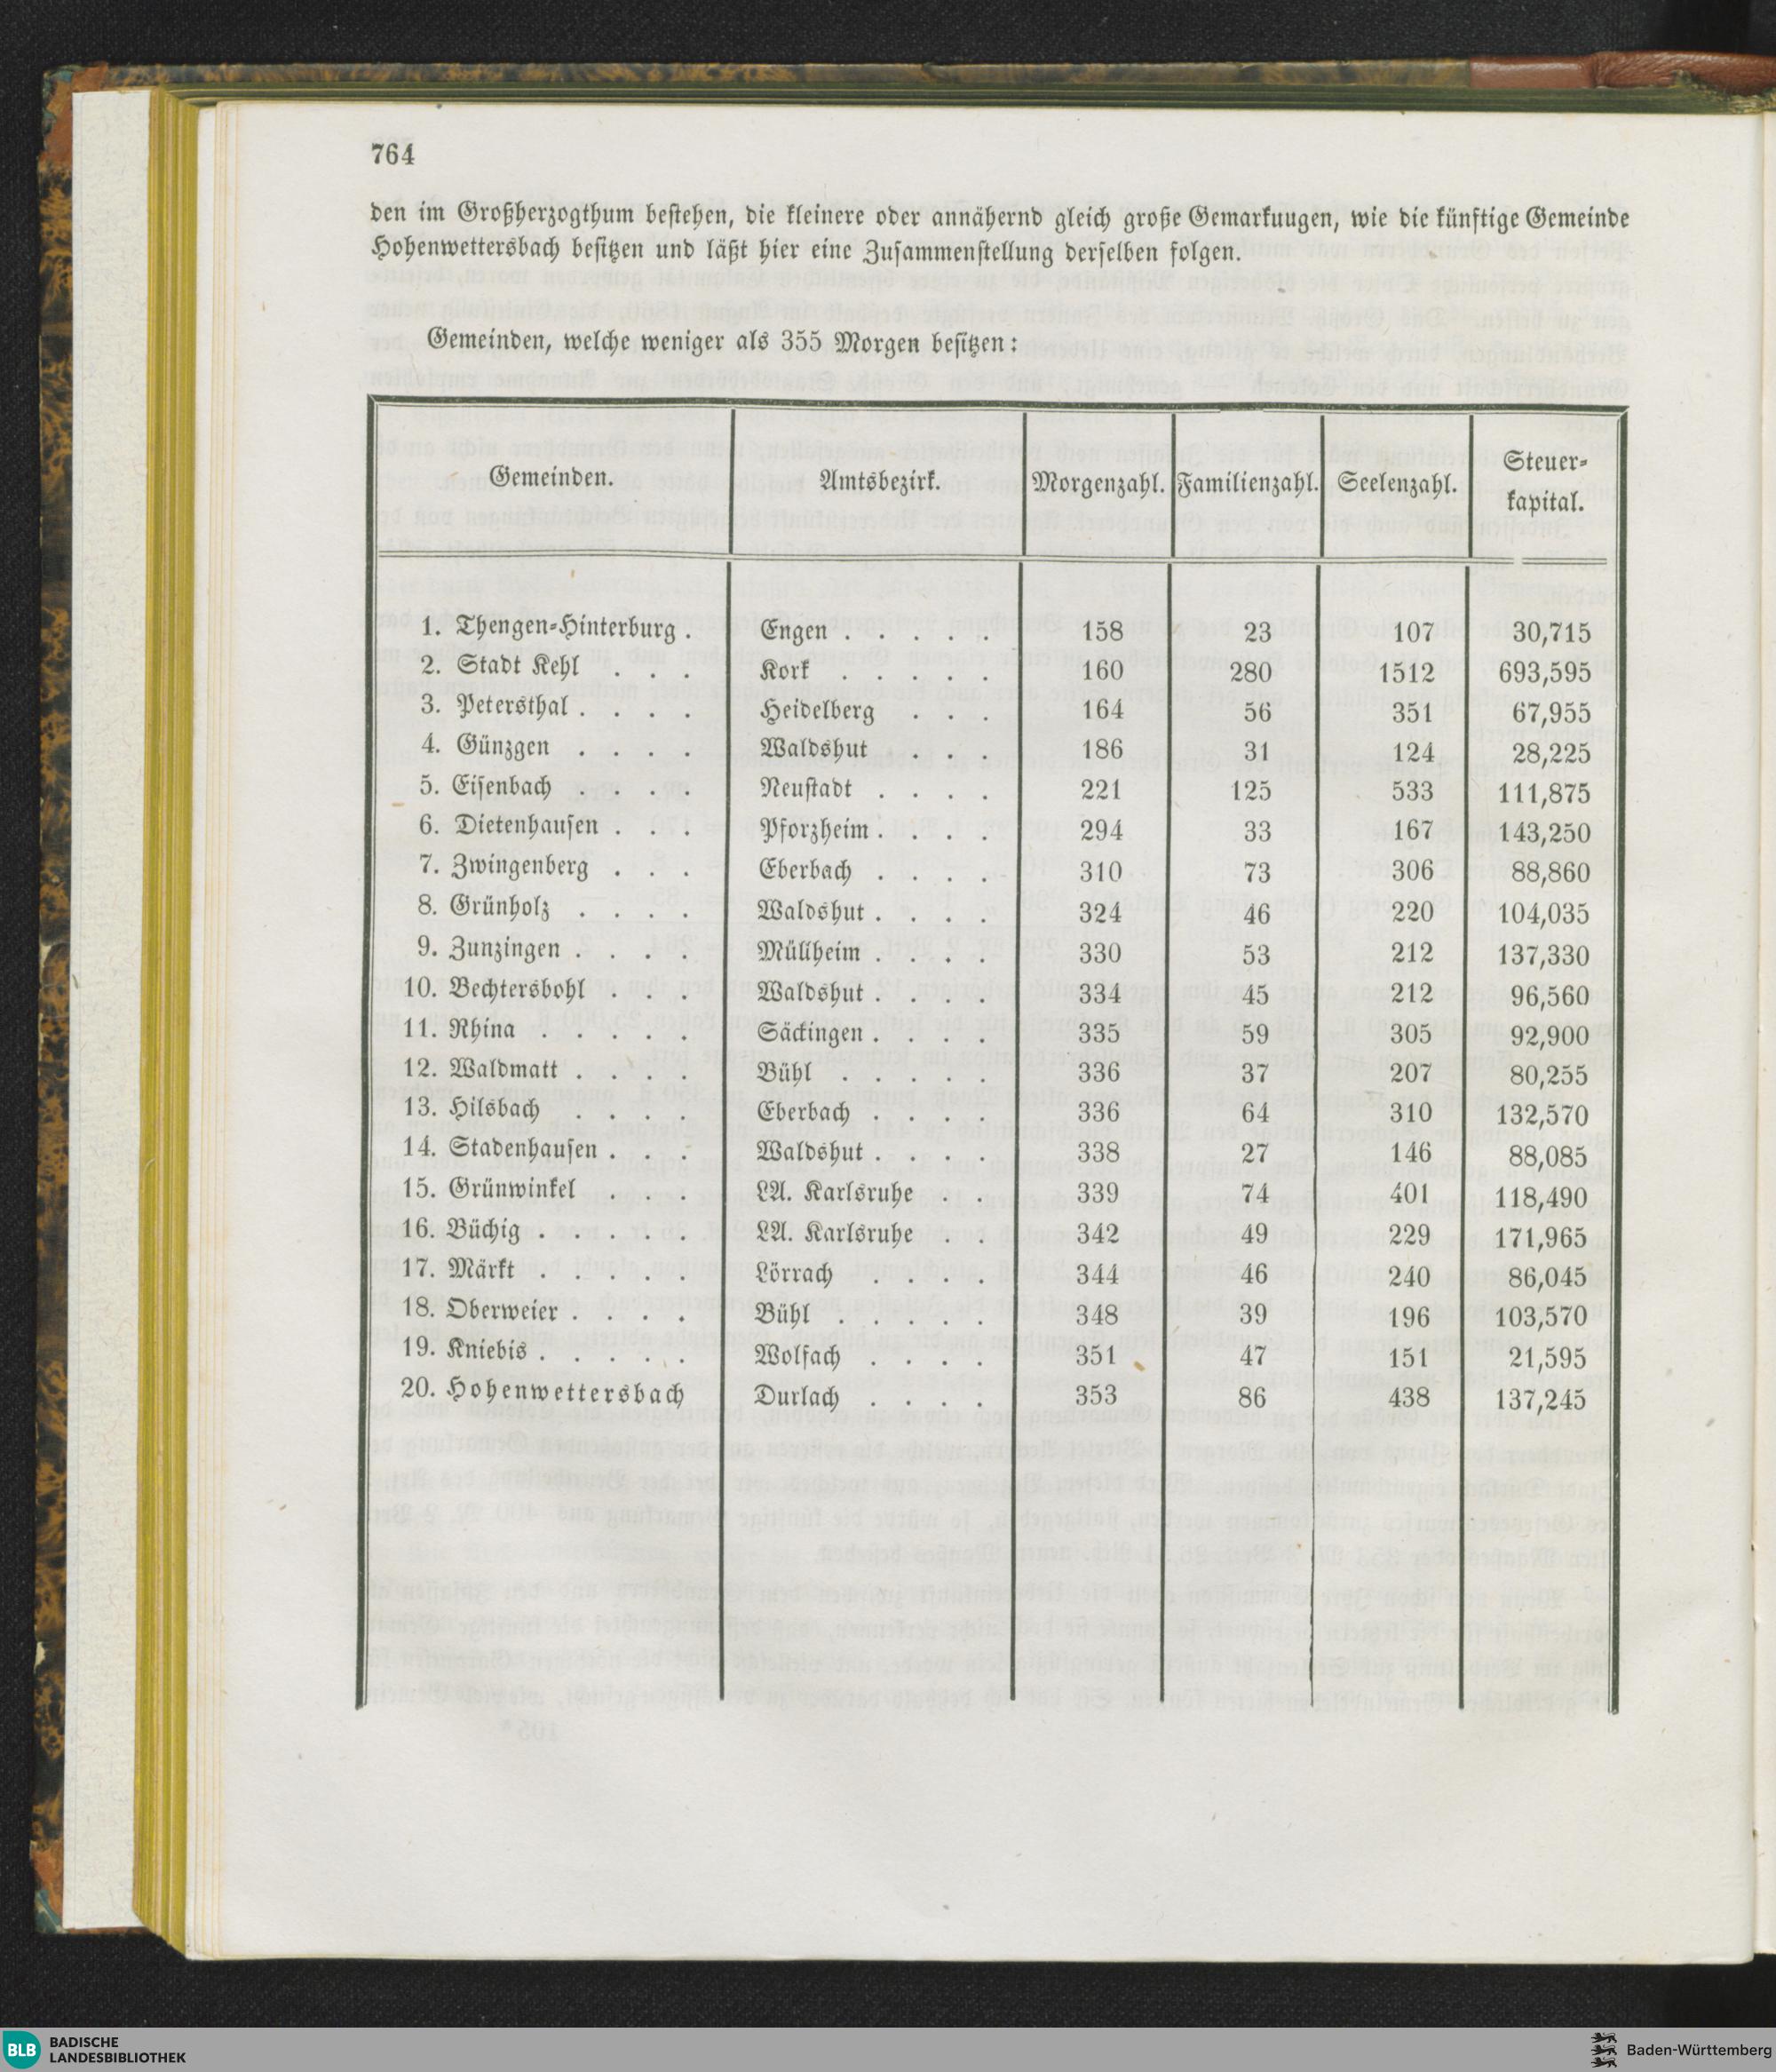 764
den im Großherzogthum bestehen, die kleinere oder annähernd gleich große Gemarkuugen, wie die künftige Gemeinde
Hohenwettersbach besitzen und läßt hier eine Zusammenstellung derselben folgen.
Gemeinden, welche weniger als 355 Morgen besitzen:
Gemeinden. Amtsbezirk. Morgenzahl. Familienzahl. Seelenzahl. Steuer-
kapital.
1. Thengen-Hinterburg . Engen . . . . . 158 23 107 30,715
2. Stadt Kehl . . . Kork . . . . . 160 280 1512 693,595
3. Petersthal . . . . Heidelberg . . . 164 56 351 67,955
4. Günzgen . . . . Waldshut . . . . 186 31 124 28,225
5. Eisenbach . . . Neustadt . . . . 221 125 533 111,875
6. Dietenhausen . . . Pforzheim . . . . 294 33 167 143,250
7. Zwingenberg . . . Eberbach . . . . 310 73 306 88,860
8. Grünholz . . . . Waldshut . . . . 324 46 220 104,035
9. Zunzingen . . . . Müllheim . . . . 330 53 212 137,330
10. Bechtersbohl . . . Waldshut . . . . 334 45 212 96,560
11. Rhina . . . . . Säckingen . . . . 335 59 305 92,900
12. Waldmatt . . . . Bühl . . . . . 336 37 207 80,255
13. Hilsbach . . . . Eberbach . . . . 336 64 310 132,570
14. Stadenhausen . . . Waldshut . . . . 338 27 146 88,085
15. Grünwinkel . . . LA. Karlsruhe . . 339 74 401 118,490
16. Büchig . . . . . LA. Karlsruhe . . 342 49 229 171,965
17. Märkt . . . . . Lörrach . . . . 344 46 240 86,045
18. Oberweier . . . . Bühl . . . . . 348 39 196 103,570
19. Kniebis . . . . . Wolfach . . . . 351 47 151 21,595
20. Hohenwettersbach Durlach . . . . 353 86 438 137,245
BLB BADISCHE
LANDESBIBLIOTHEK
Baden-Württemberg